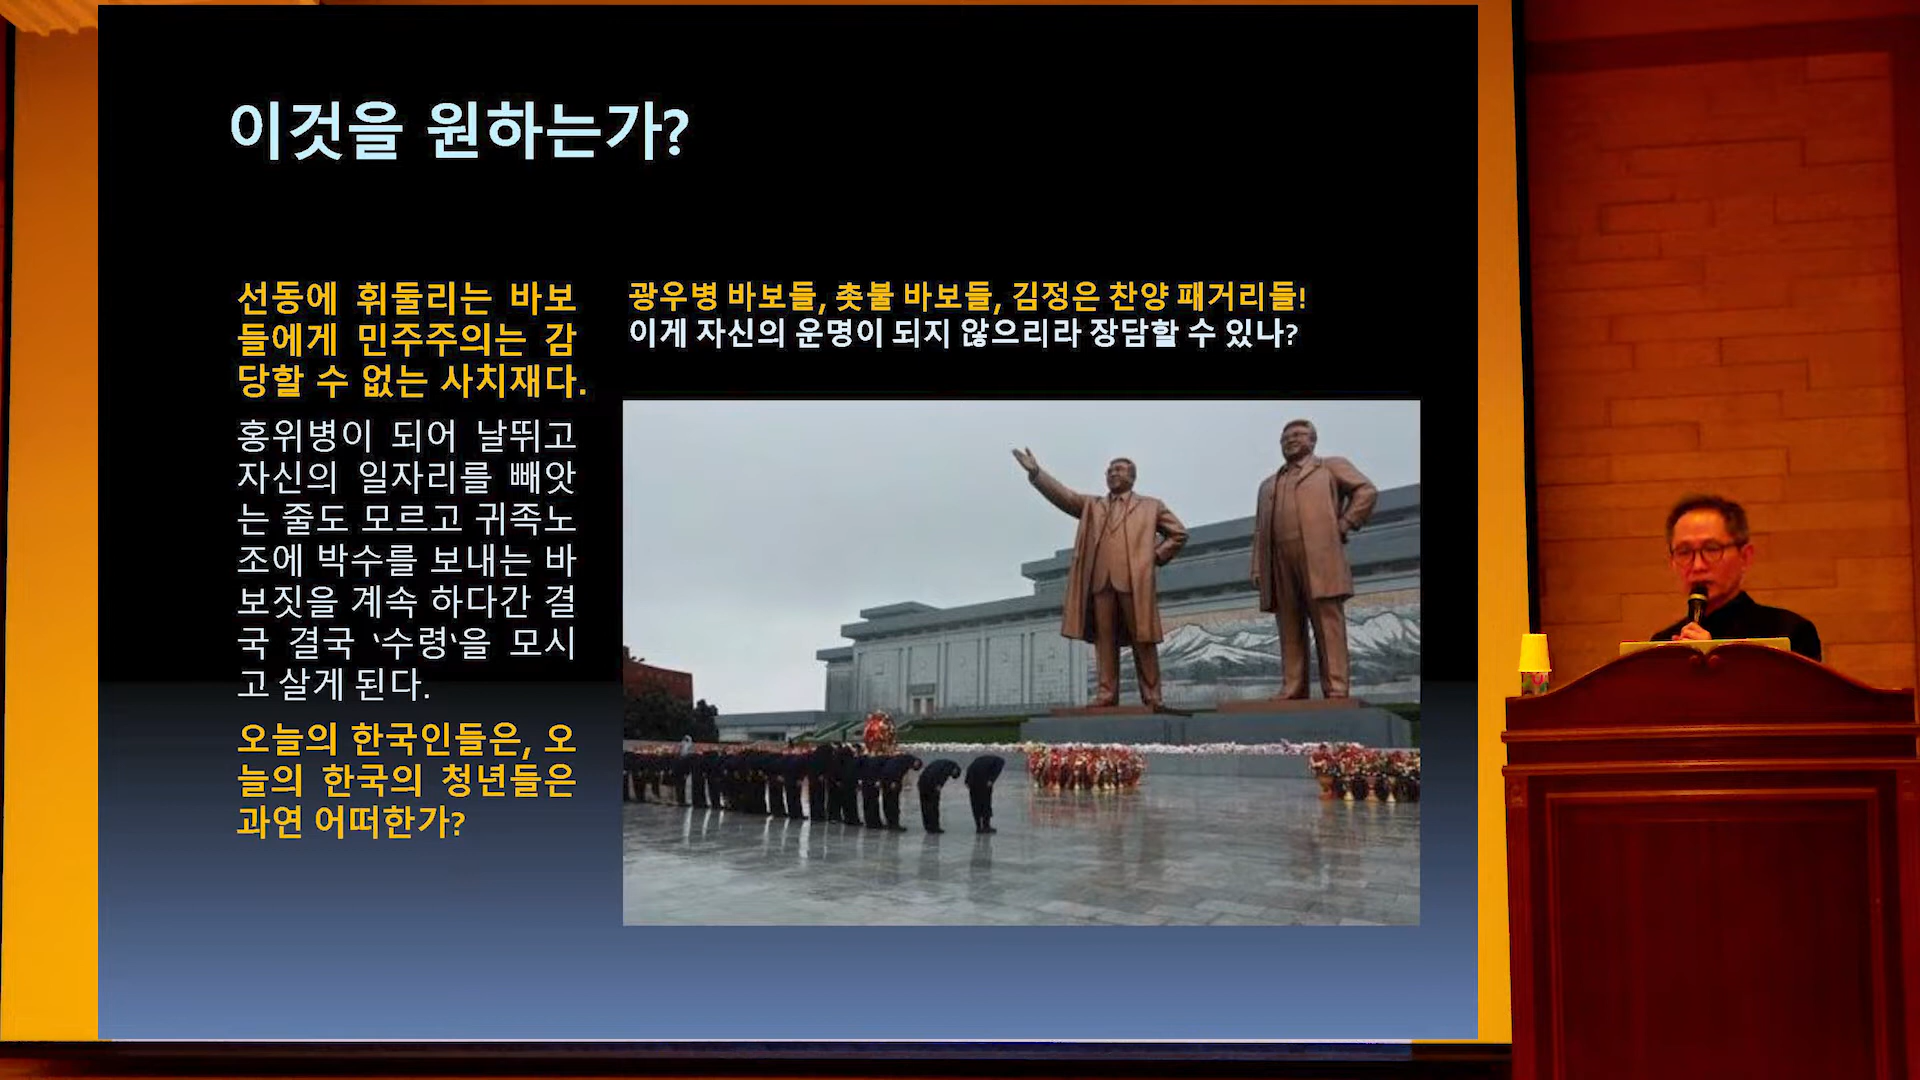 이것을 원하는가?
선동에 휘둘리는 바보
들에게 민주주의는 감
당할 수 없는 사치재다.
홍위병이 되어 날뛰고
자신의 일자리를 빼앗
는 줄도 모르고 귀족노
조에 박수를 보내는 바
보짓을 계속 하다간 결
국 결국 '수령'을 모시
고 살게 된다.
오늘의 한국인들은, 오
늘의 한국의 청년들은
과연 어떠한가?
광우병 바보들, 촛불 바보들, 김정은 찬양 패거리들!
이게 자신의 운명이 되지 않으리라 장담할 수 있나?